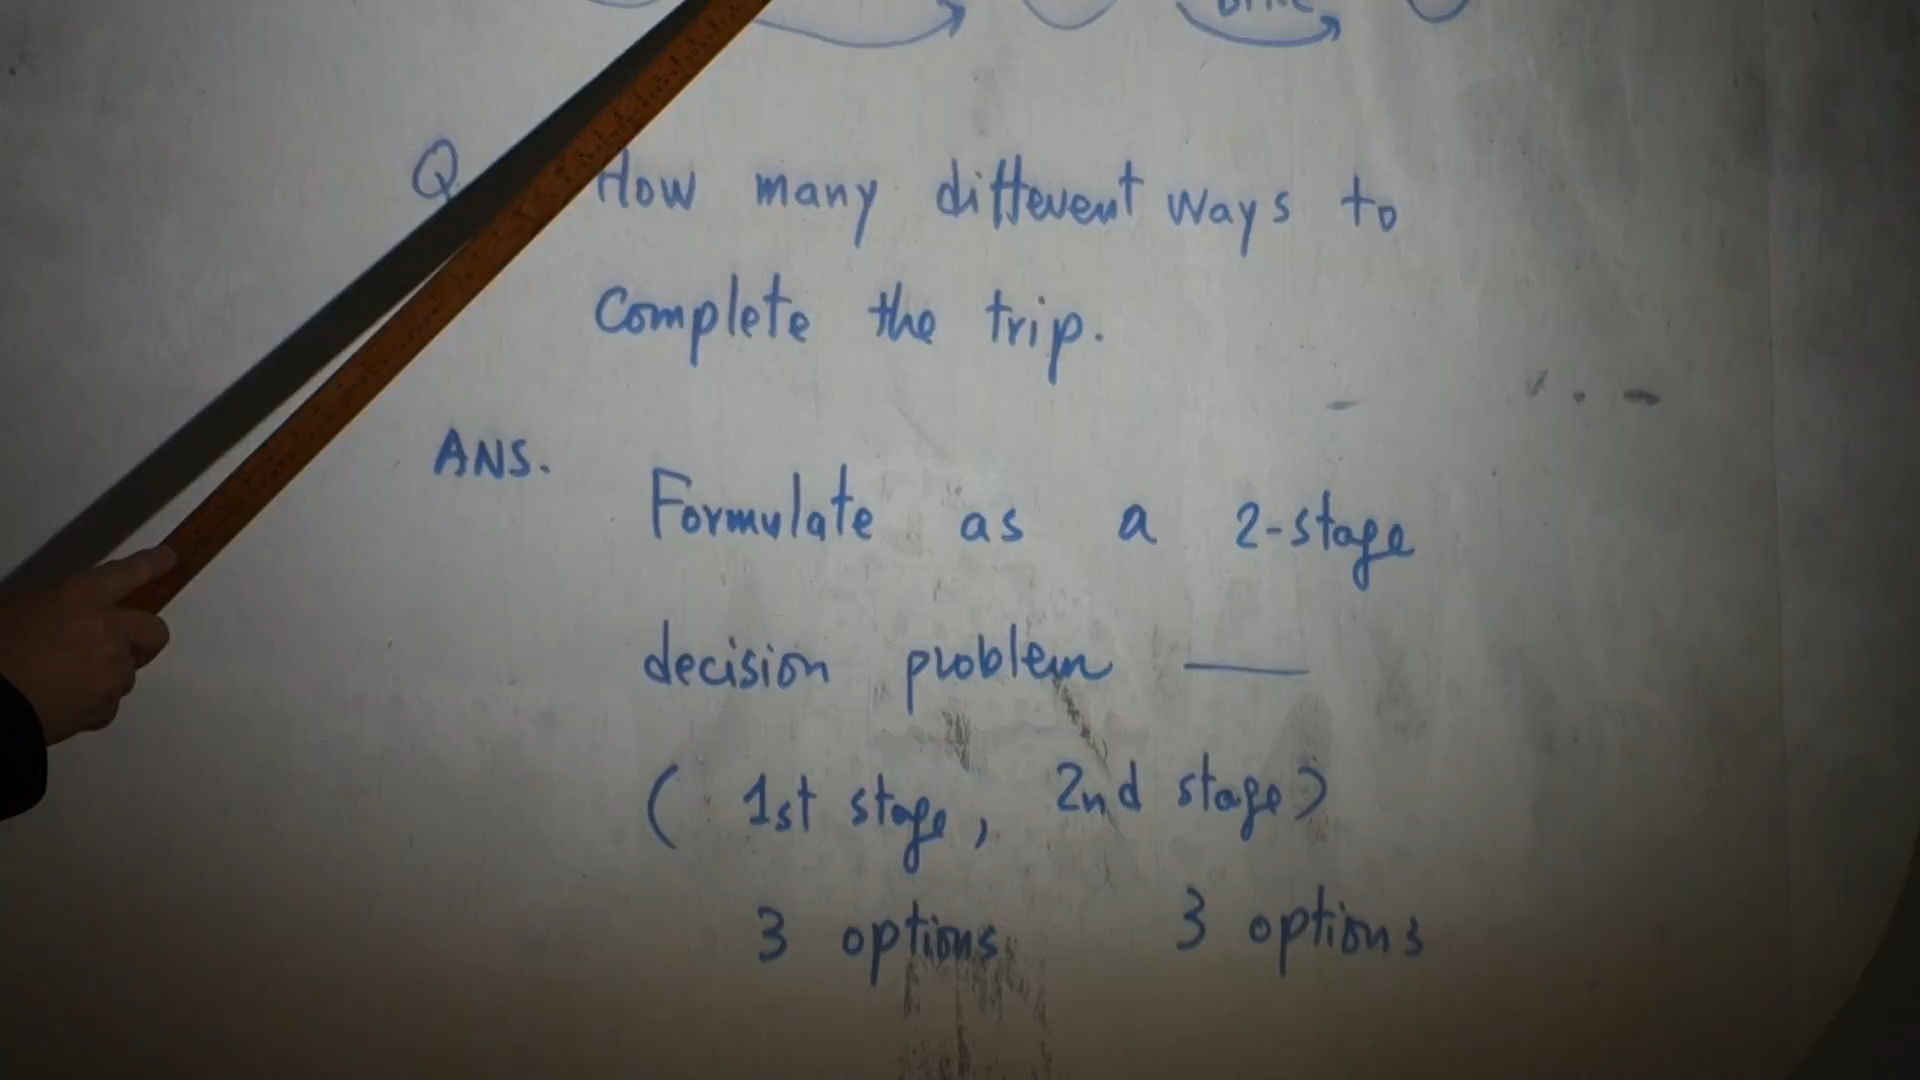 Q How many different ways to
complete the trip.
ANS.
Formulate as a 2-stage
decision problem —
( 1st stage, 2nd stage)
3 options 3 options